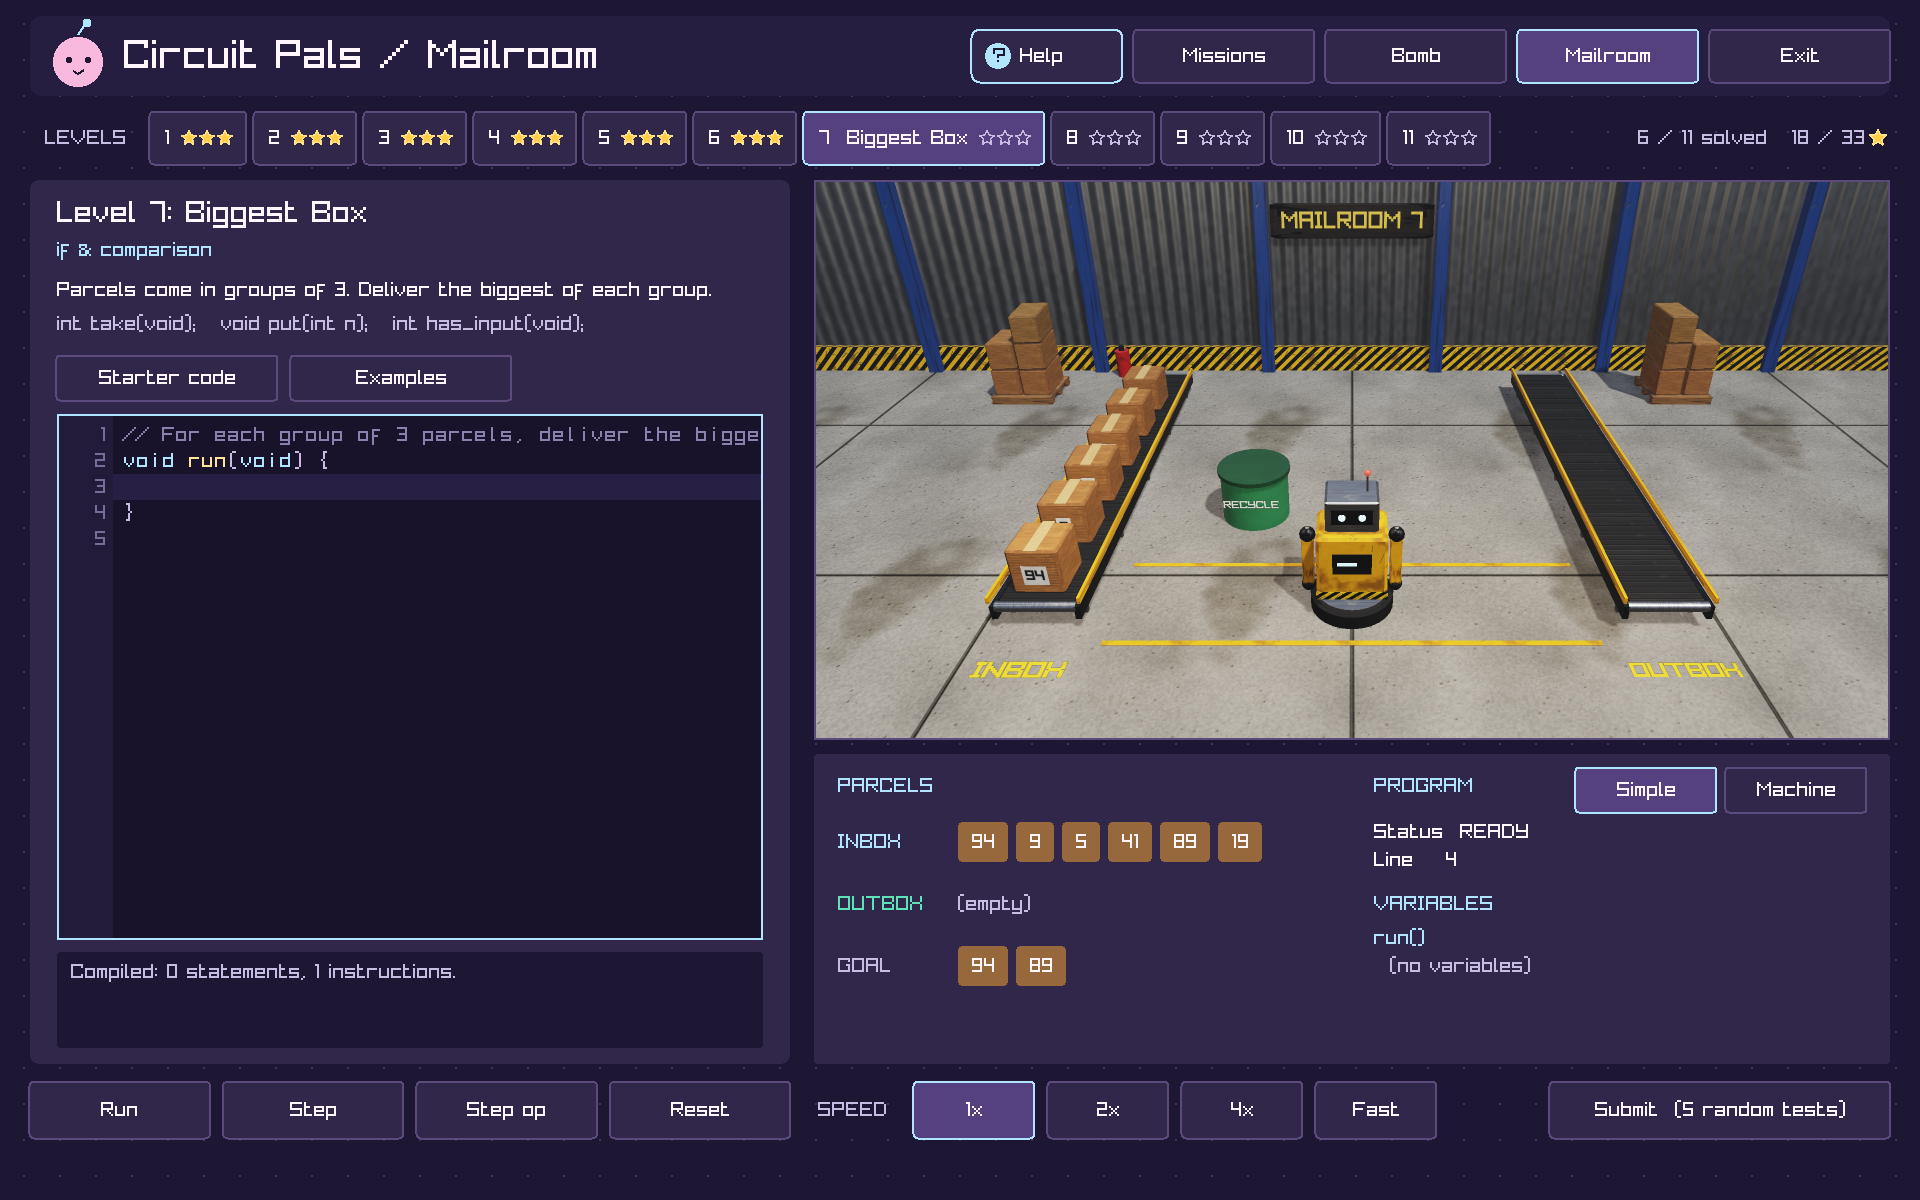 Circuit Pals / Mailroom
? Help
Missions
Bomb
Mailroom
Exit
LEVELS
1
2
3
4
5
6
7 Biggest Box
8
9
10
11
6 / 11 solved 18 / 33
Level 7: Biggest Box
if & comparison
Parcels come in groups of 3. Deliver the biggest of each group.
int take(void); void put(int n); int has_input(void);
Starter code
Examples
1 // For each group of 3 parcels, deliver the bigge
2 void run(void) {
3
4 }
5
Compiled: 0 statements, 1 instructions.
MAILROOM 7
RECYCLE
94
INBOX
OUTBOX
PARCELS
INBOX 94 9 5 41 89 19
OUTBOX (empty)
GOAL 94 89
PROGRAM
Simple
Machine
Status READY
Line 4
VARIABLES
run()
(no variables)
Run
Step
Step op
Reset
SPEED
1x
2x
4x
Fast
Submit (5 random tests)